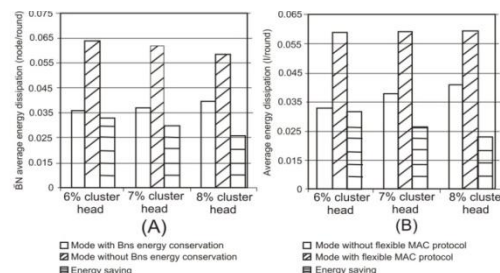 BN average energy dissipation (node/round)
0.075
0.065
0.055
0.045
0.035
0.025
0.015
0
6% cluster head
7% cluster head
8% cluster head
(A)
Mode with Bns energy conservation
Mode without Bns energy conservation
Energy saving
Average energy dissipation (I/round)
0.065
0.055
0.045
0.035
0.025
0.015
0
6% cluster head
7% cluster head
8% cluster head
(B)
Mode without flexible MAC protocol
Mode with flexible MAC protocol
Energy saving